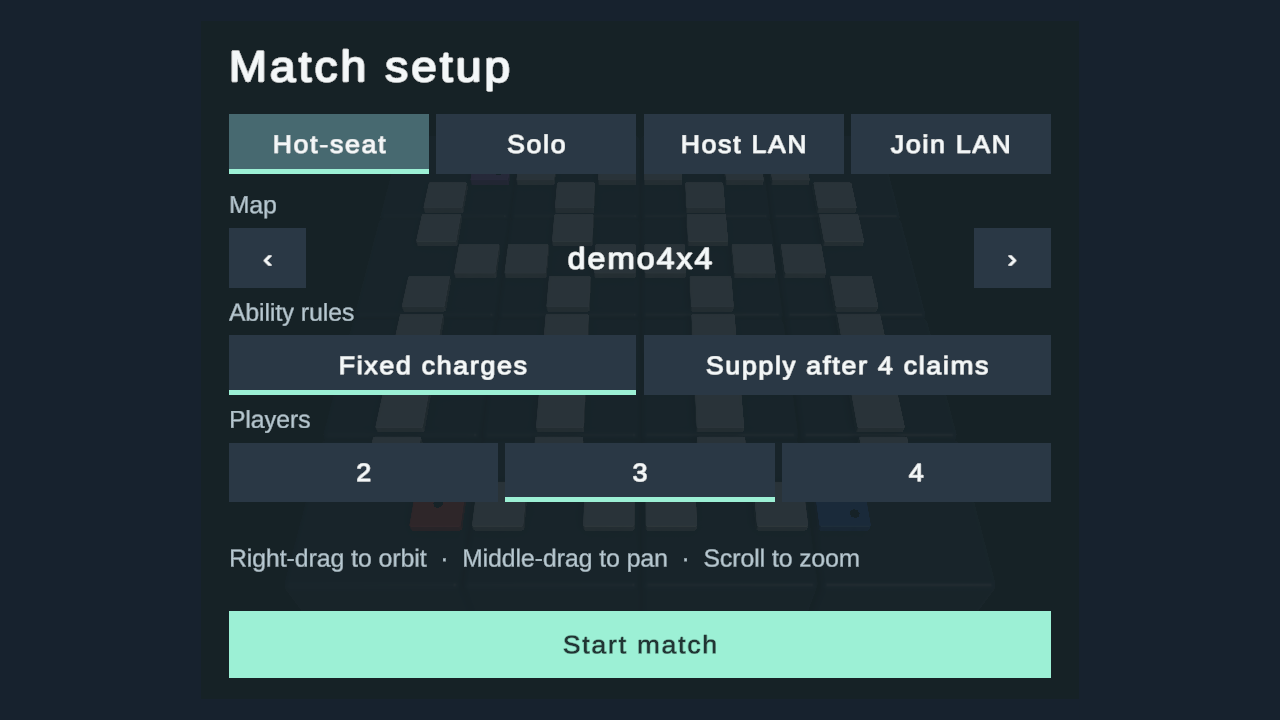 Match setup
Hot-seat Solo Host LAN Join LAN
Map
‹ demo4x4 ›
Ability rules
Fixed charges Supply after 4 claims
Players
2 3 4
Right-drag to orbit · Middle-drag to pan · Scroll to zoom
Start match